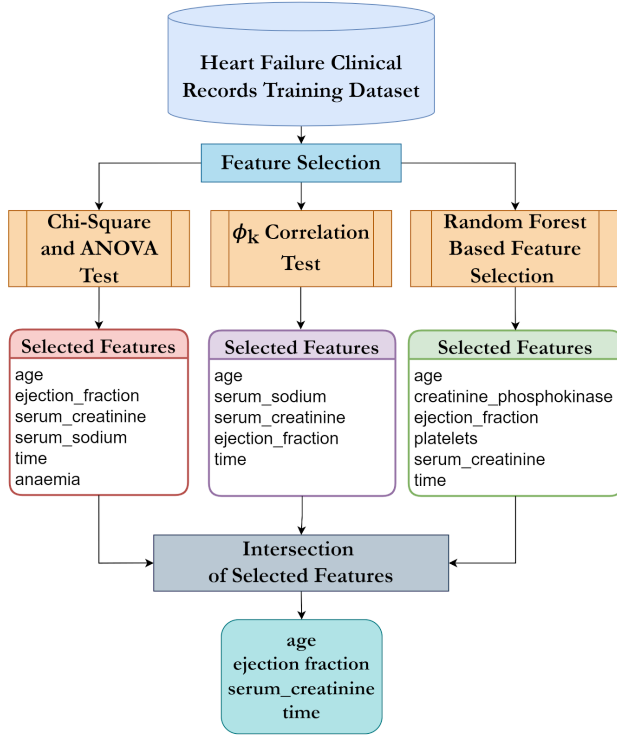 Heart Failure Clinical
Records Training Dataset
Feature Selection
Chi-Square
and ANOVA
Test
ϕk Correlation
Test
Random Forest
Based Feature
Selection
Selected Features
age
ejection_fraction
serum_creatinine
serum_sodium
time
anaemia
Selected Features
age
serum_sodium
serum_creatinine
ejection_fraction
time
Selected Features
age
creatinine_phosphokinase
ejection_fraction
platelets
serum_creatinine
time
Intersection
of Selected Features
age
ejection fraction
serum_creatinine
time